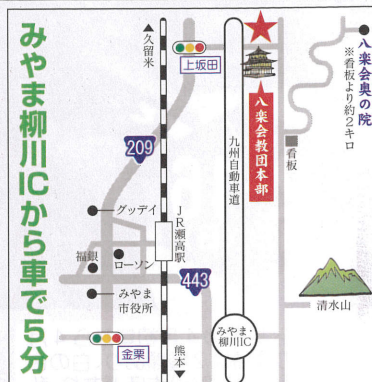 みやま柳川ICから車で5分
▲久留米
上坂田
209
グッデイ
福銀
ローソン
みやま
市役所
金栗
JR瀬高駅
443
熊本▼
九州自動車道
みやま・
柳川IC
八楽会教団本部
看板
清水山
八楽会奥の院
※看板より約2キロ